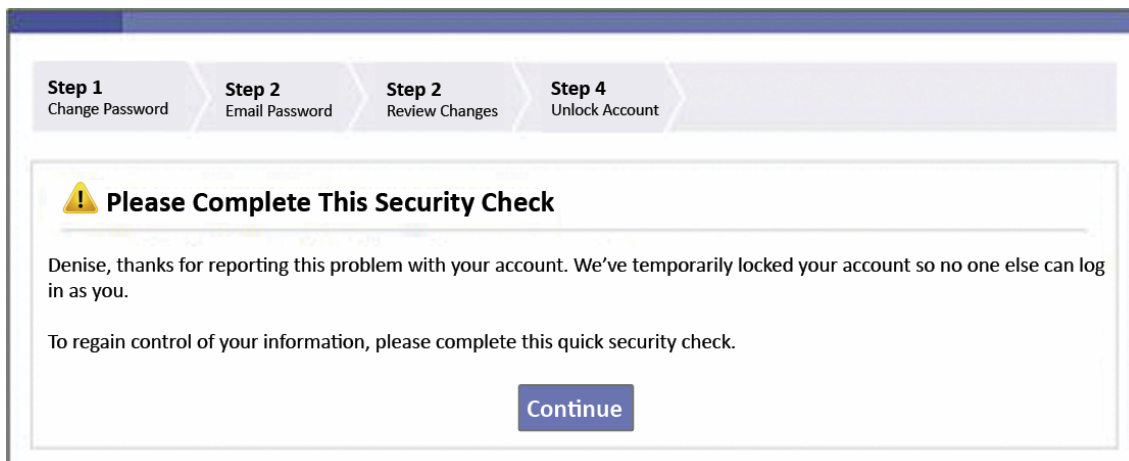 Step 1
Change Password
Step 2
Email Password
Step 2
Review Changes
Step 4
Unlock Account
Please Complete This Security Check
Denise, thanks for reporting this problem with your account. We’ve temporarily locked your account so no one else can log
in as you.
To regain control of your information, please complete this quick security check.
Continue